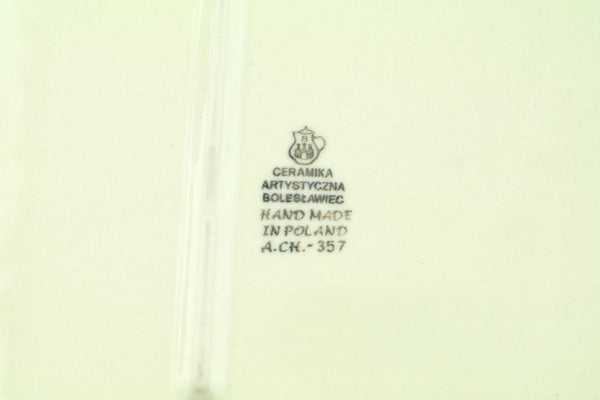 B
CERAMIKA
ARTYSTYCZNA
BOLESŁAWIEC
HAND MADE
IN POLAND
A.CH.-357